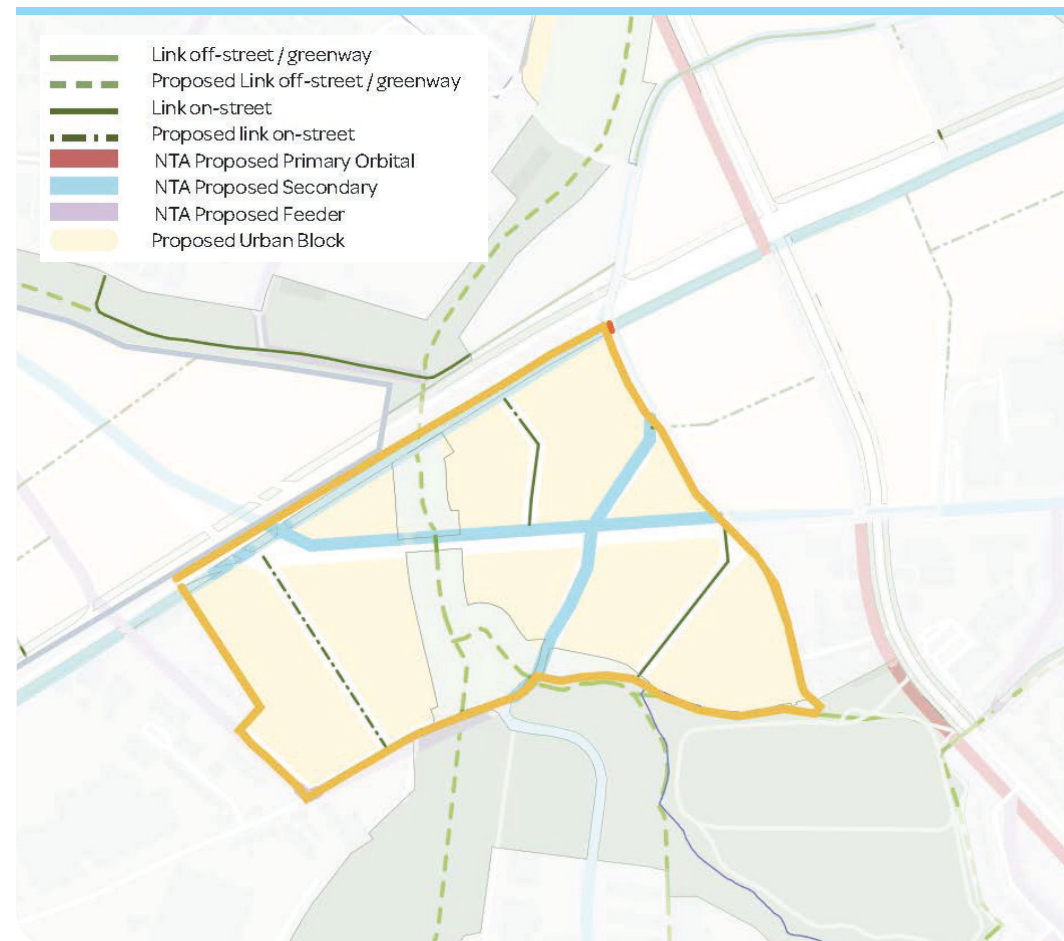 Link off-street / greenway
Proposed Link off-street / greenway
Link on-street
Proposed link on-street
NTA Proposed Primary Orbital
NTA Proposed Secondary
NTA Proposed Feeder
Proposed Urban Block